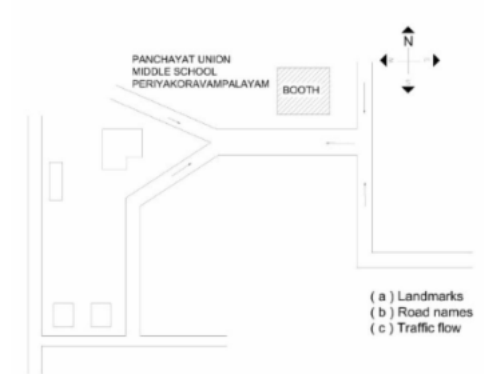 N
PANCHAYAT UNION
MIDDLE SCHOOL
PERIYAKORAVAMPALAYAM
BOOTH
( a ) Landmarks
( b ) Road names
( c ) Traffic flow